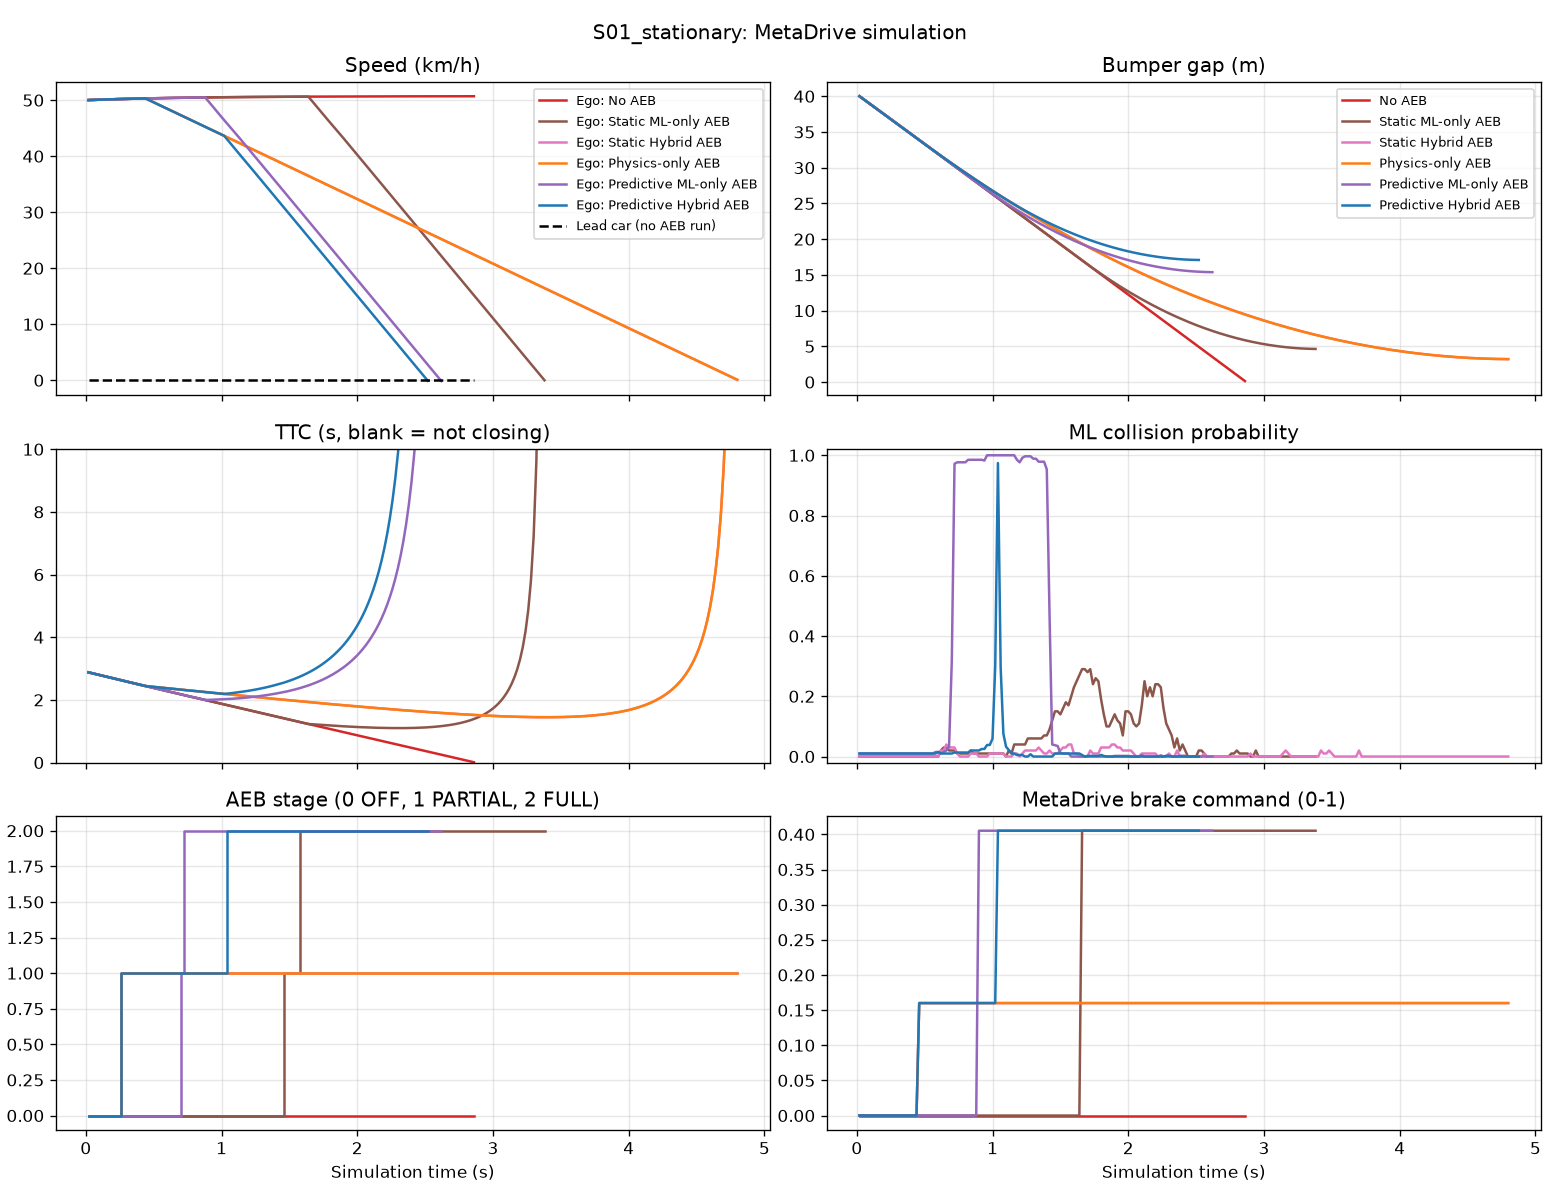 S01_stationary: MetaDrive simulation
Speed (km/h)
50
40
30
20
10
0
Ego: No AEB
Ego: Static ML-only AEB
Ego: Static Hybrid AEB
Ego: Physics-only AEB
Ego: Predictive ML-only AEB
Ego: Predictive Hybrid AEB
Lead car (no AEB run)
Bumper gap (m)
40
35
30
25
20
15
10
5
0
No AEB
Static ML-only AEB
Static Hybrid AEB
Physics-only AEB
Predictive ML-only AEB
Predictive Hybrid AEB
TTC (s, blank = not closing)
10
8
6
4
2
0
ML collision probability
1.0
0.8
0.6
0.4
0.2
0.0
AEB stage (0 OFF, 1 PARTIAL, 2 FULL)
2.00
1.75
1.50
1.25
1.00
0.75
0.50
0.25
0.00
0 1 2 3 4 5
Simulation time (s)
MetaDrive brake command (0-1)
0.40
0.35
0.30
0.25
0.20
0.15
0.10
0.05
0.00
0 1 2 3 4 5
Simulation time (s)